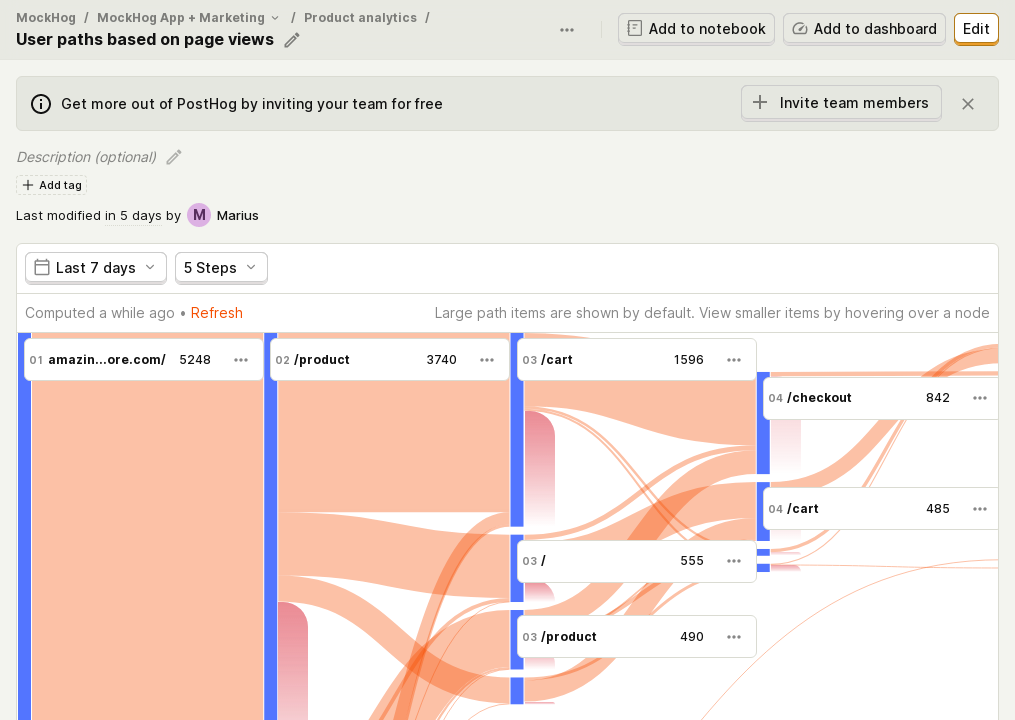 MockHog / MockHog App + Marketing / Product analytics /
User paths based on page views
Add to notebook
Add to dashboard
Edit
Get more out of PostHog by inviting your team for free
Invite team members
Description (optional)
Add tag
Last modified in 5 days by M Marius
Last 7 days
5 Steps
Computed a while ago • Refresh
Large path items are shown by default. View smaller items by hovering over a node
01 amazin...ore.com/ 5248
02 /product 3740
03 /cart 1596
04 /checkout 842
04 /cart 485
03 / 555
03 /product 490